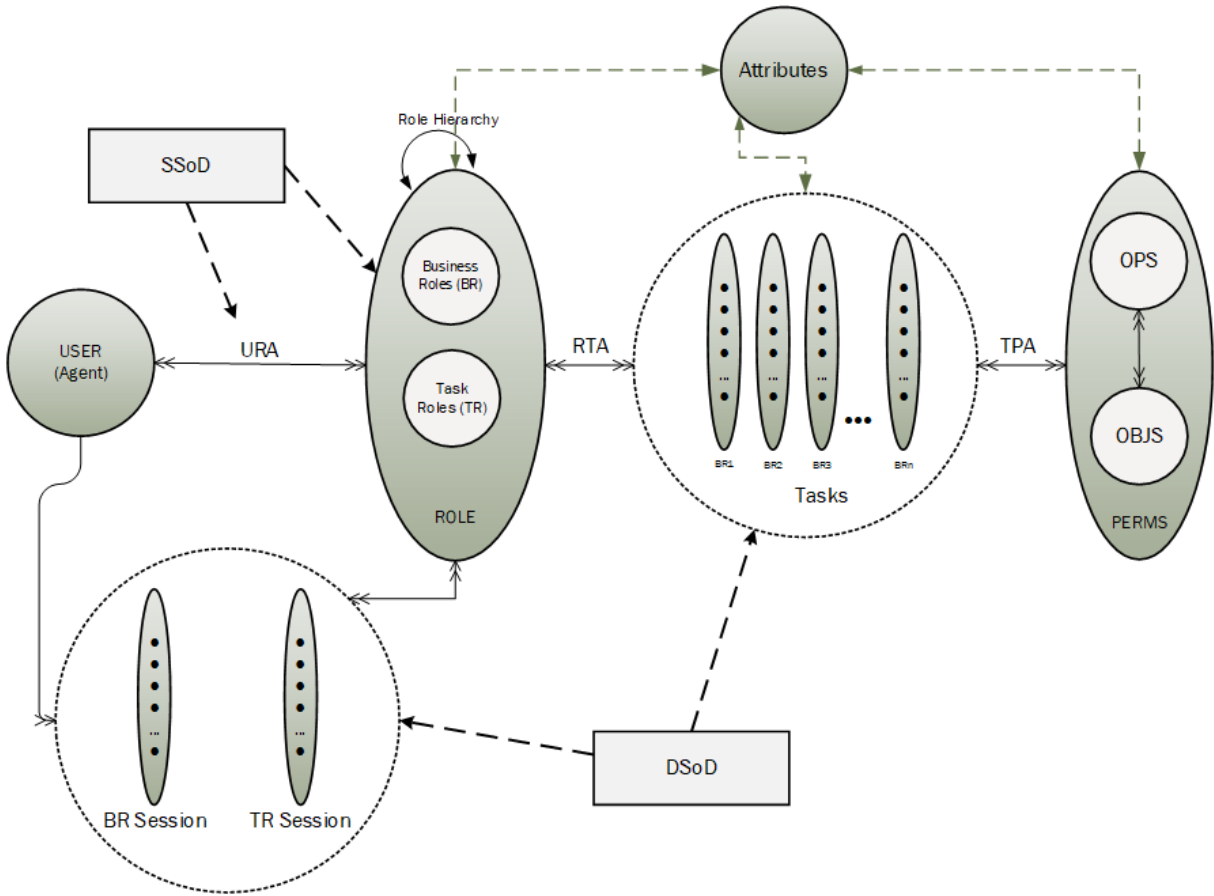 Attributes
Role Hierarchy
SSoD
Business
Roles (BR)
OPS
USER
(Agent)
URA
RTA
TPA
Task
Roles (TR)
...
...
...
...
OBJS
BR1
BR2
BR3
BRn
Tasks
ROLE
PERMS
...
...
DSoD
BR Session
TR Session